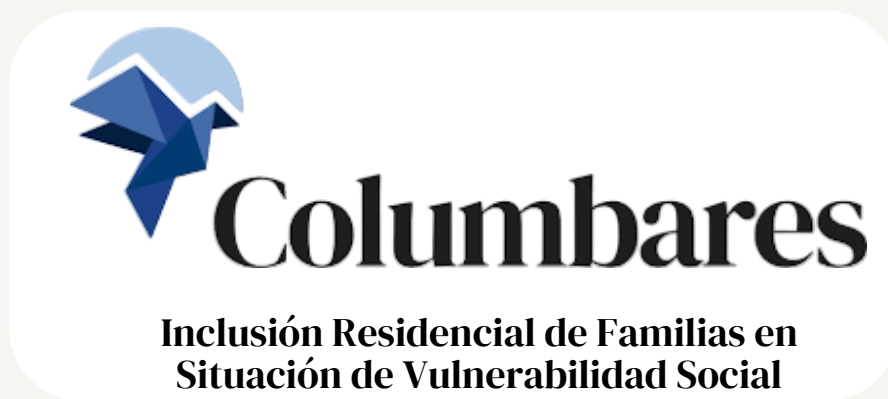 Columbares
Inclusión Residencial de Familias en
Situación de Vulnerabilidad Social